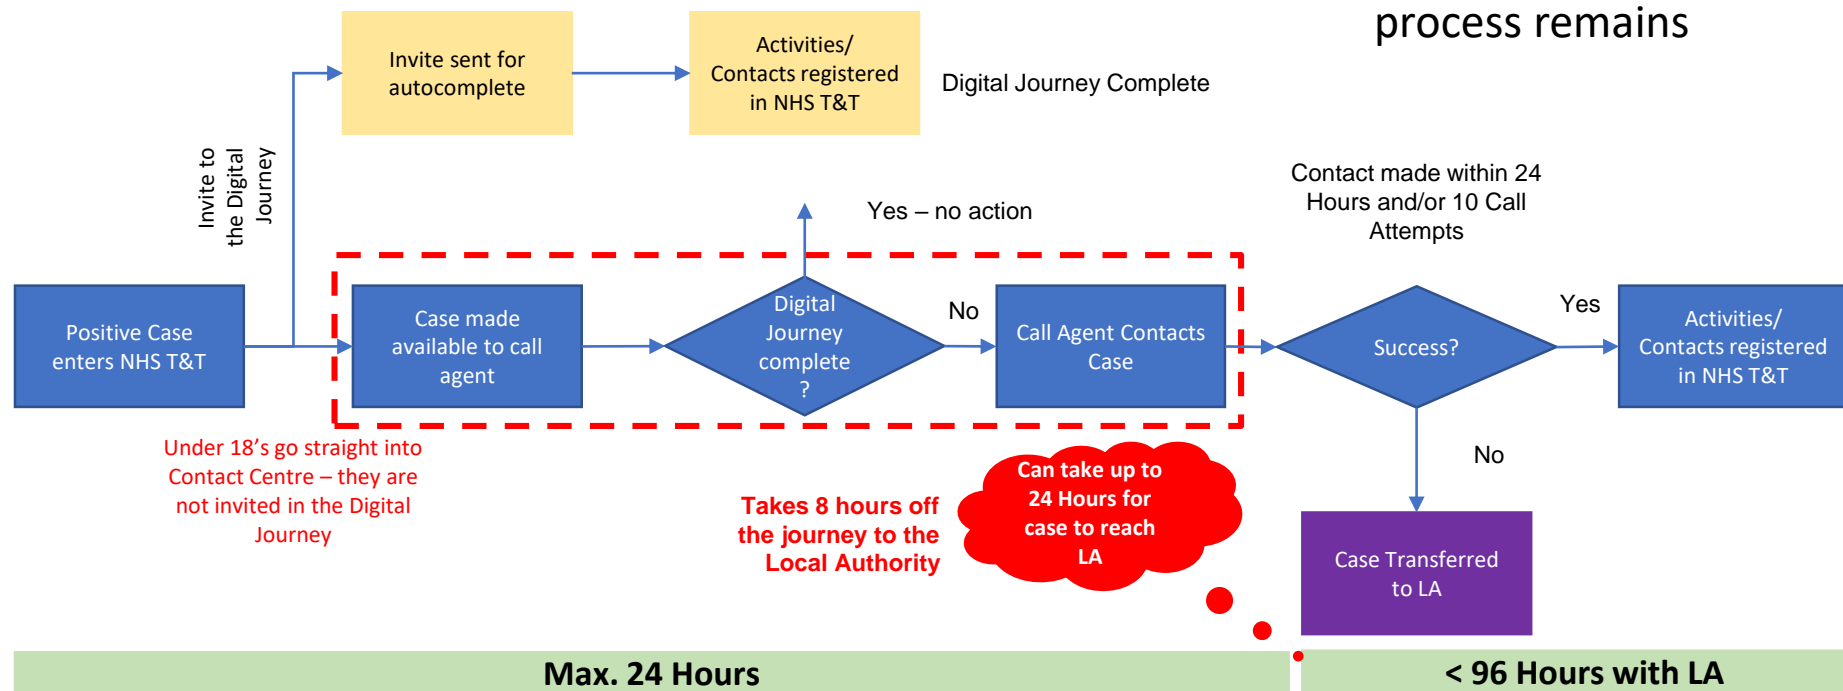 process remains
Invite sent for
autocomplete
Activities/
Contacts registered
in NHS T&T
Digital Journey Complete
Invite to
the Digital
Journey
Yes – no action
Contact made within 24
Hours and/or 10 Call
Attempts
Positive Case
enters NHS T&T
Case made
available to call
agent
Digital
Journey
complete
?
No
Call Agent Contacts
Case
Success?
Yes
Activities/
Contacts registered
in NHS T&T
Under 18’s go straight into
Contact Centre – they are
not invited in the Digital
Journey
Takes 8 hours off
the journey to the
Local Authority
Can take up to
24 Hours for
case to reach
LA
No
Case Transferred
to LA
Max. 24 Hours
< 96 Hours with LA